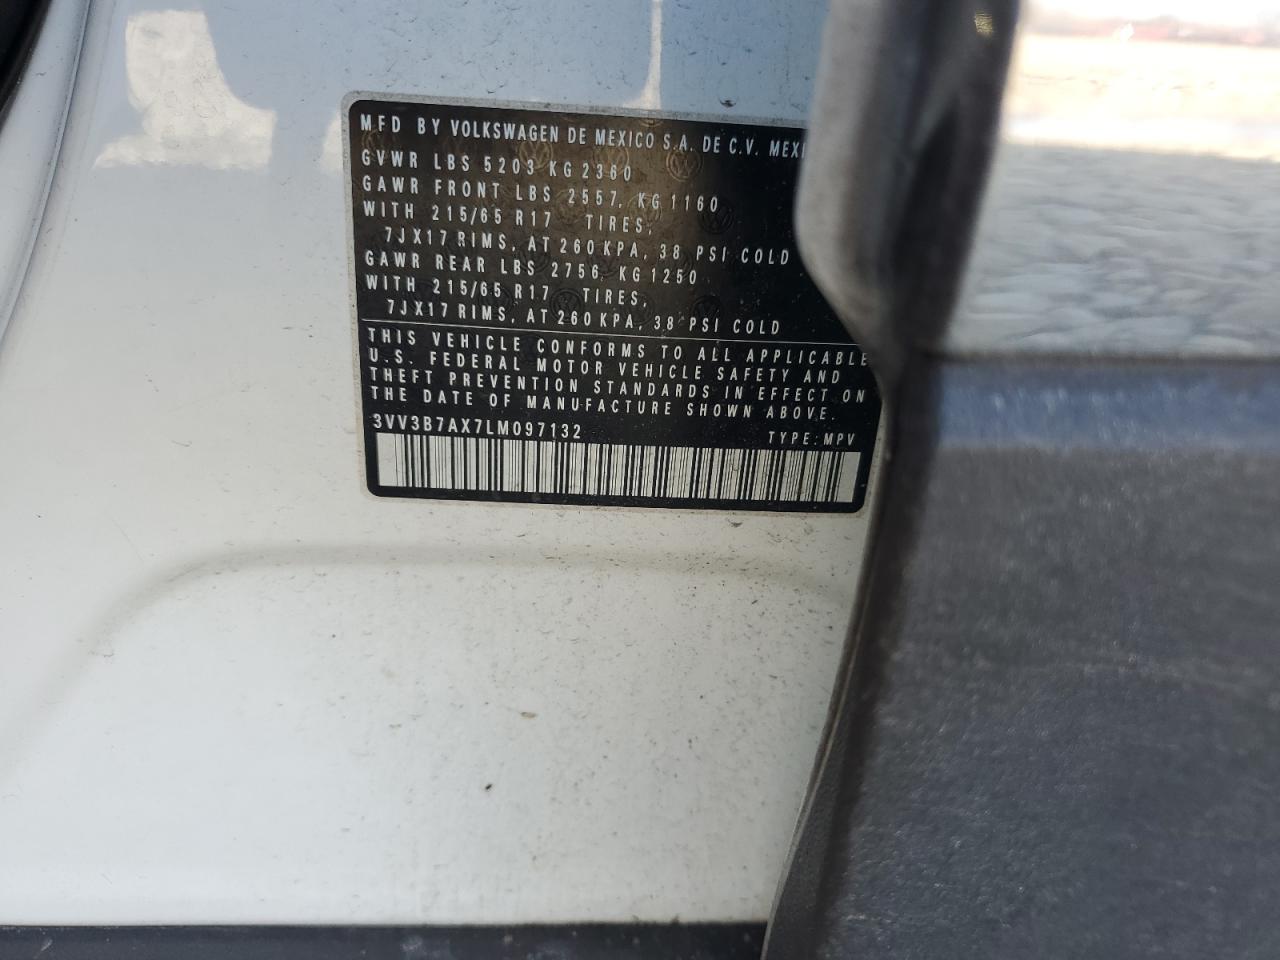 MFD BY VOLKSWAGEN DE MEXICO S.A. DE C.V.
GVWR LBS 5203 KG 2360
GAWR FRONT LBS 2557, KG 1160
WITH 215/65 R17 TIRES,
7JX17 RIMS, AT 260 KPA, 38 PSI COLD
GAWR REAR LBS 2756, KG 1250
WITH 215/65 R17 TIRES,
7JX17 RIMS, AT 260 KPA, 38 PSI COLD
THIS VEHICLE CONFORMS TO ALL APPLICABLE
U.S. FEDERAL MOTOR VEHICLE SAFETY AND
THEFT PREVENTION STANDARDS IN EFFECT ON
THE DATE OF MANUFACTURE SHOWN ABOVE.
3VV3B7AX7LM097132 TYPE: MPV